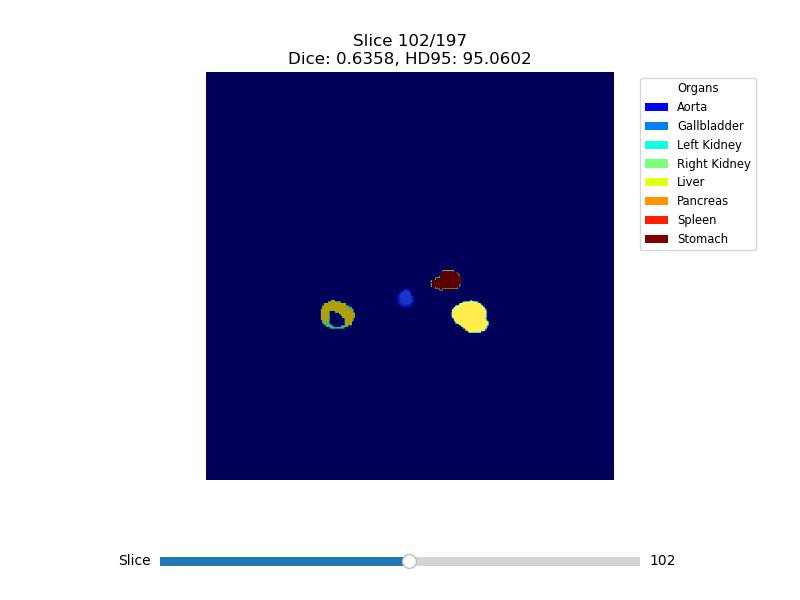 Slice 102/197
Dice: 0.6358, HD95: 95.0602
Organs
Aorta
Gallbladder
Left Kidney
Right Kidney
Liver
Pancreas
Spleen
Stomach
Slice 102